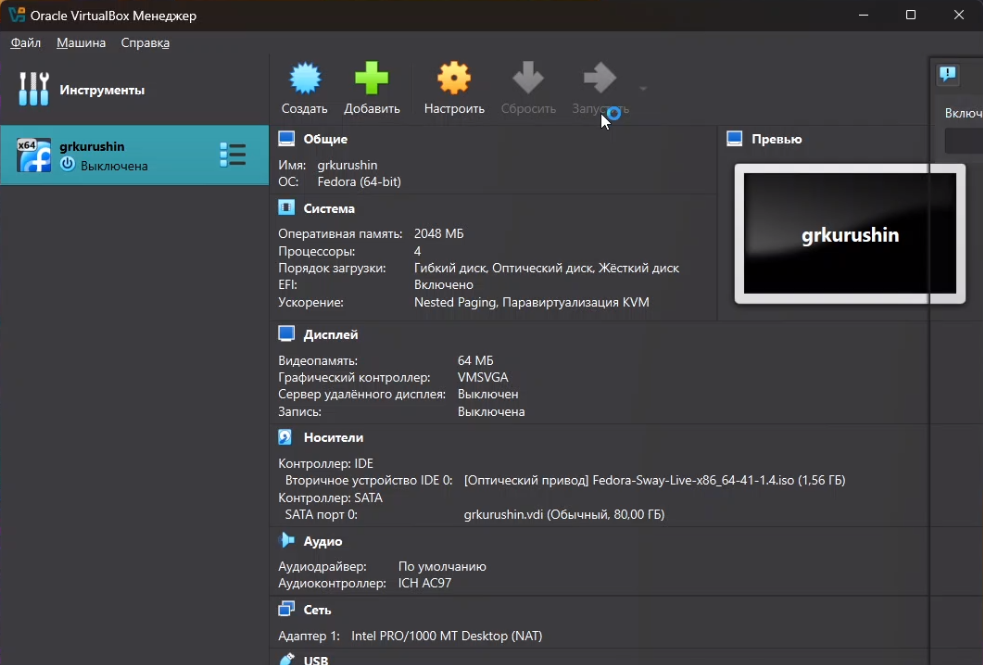 Oracle VirtualBox Менеджер
Файл Машина Справка
Инструменты
Создать Добавить Настроить Сбросить Запустить
x64
grkurushin
Выключена
Включ
Общие
Имя: grkurushin
ОС: Fedora (64-bit)
Превью
grkurushin
Система
Оперативная память: 2048 МБ
Процессоры: 4
Порядок загрузки: Гибкий диск, Оптический диск, Жёсткий диск
EFI: Включено
Ускорение: Nested Paging, Паравиртуализация KVM
Дисплей
Видеопамять: 64 МБ
Графический контроллер: VMSVGA
Сервер удалённого дисплея: Выключен
Запись: Выключена
Носители
Контроллер: IDE
Вторичное устройство IDE 0: [Оптический привод] Fedora-Sway-Live-x86_64-41-1.4.iso (1,56 ГБ)
Контроллер: SATA
SATA порт 0: grkurushin.vdi (Обычный, 80,00 ГБ)
Аудио
Аудиодрайвер: По умолчанию
Аудиоконтроллер: ICH AC97
Сеть
Адаптер 1: Intel PRO/1000 MT Desktop (NAT)
USB